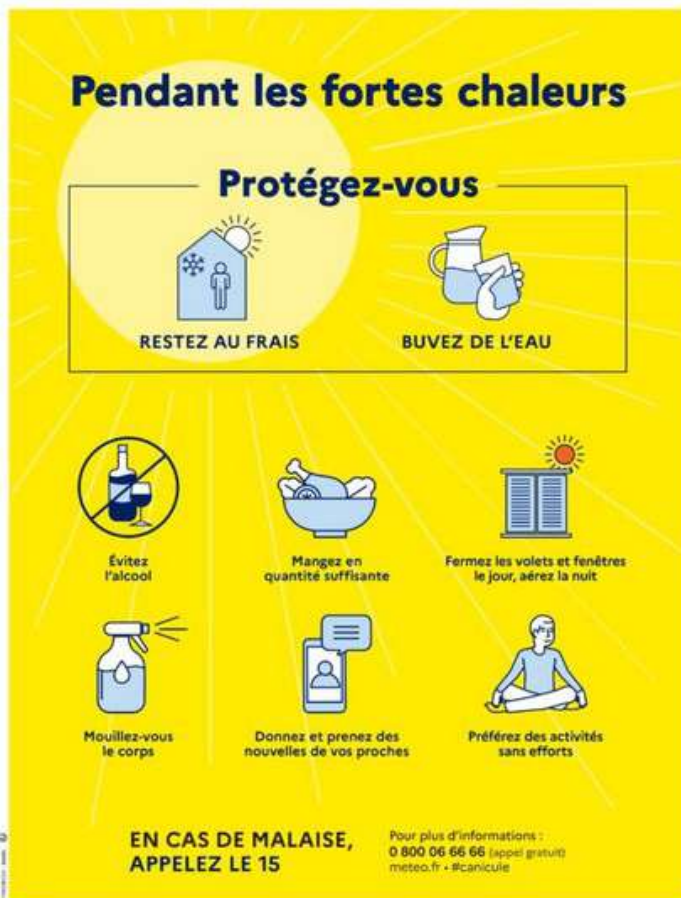 Pendant les fortes chaleurs
Protégez-vous
RESTEZ AU FRAIS
BUVEZ DE L'EAU
Évitez
l'alcool
Mangez en
quantité suffisante
Fermez les volets et fenêtres
le jour, aérez la nuit
Mouillez-vous
le corps
Donnez et prenez des
nouvelles de vos proches
Préférez des activités
sans efforts
EN CAS DE MALAISE,
APPELEZ LE 15
Pour plus d'informations :
0 800 06 66 66 (appel gratuit)
meteo.fr • #canicule